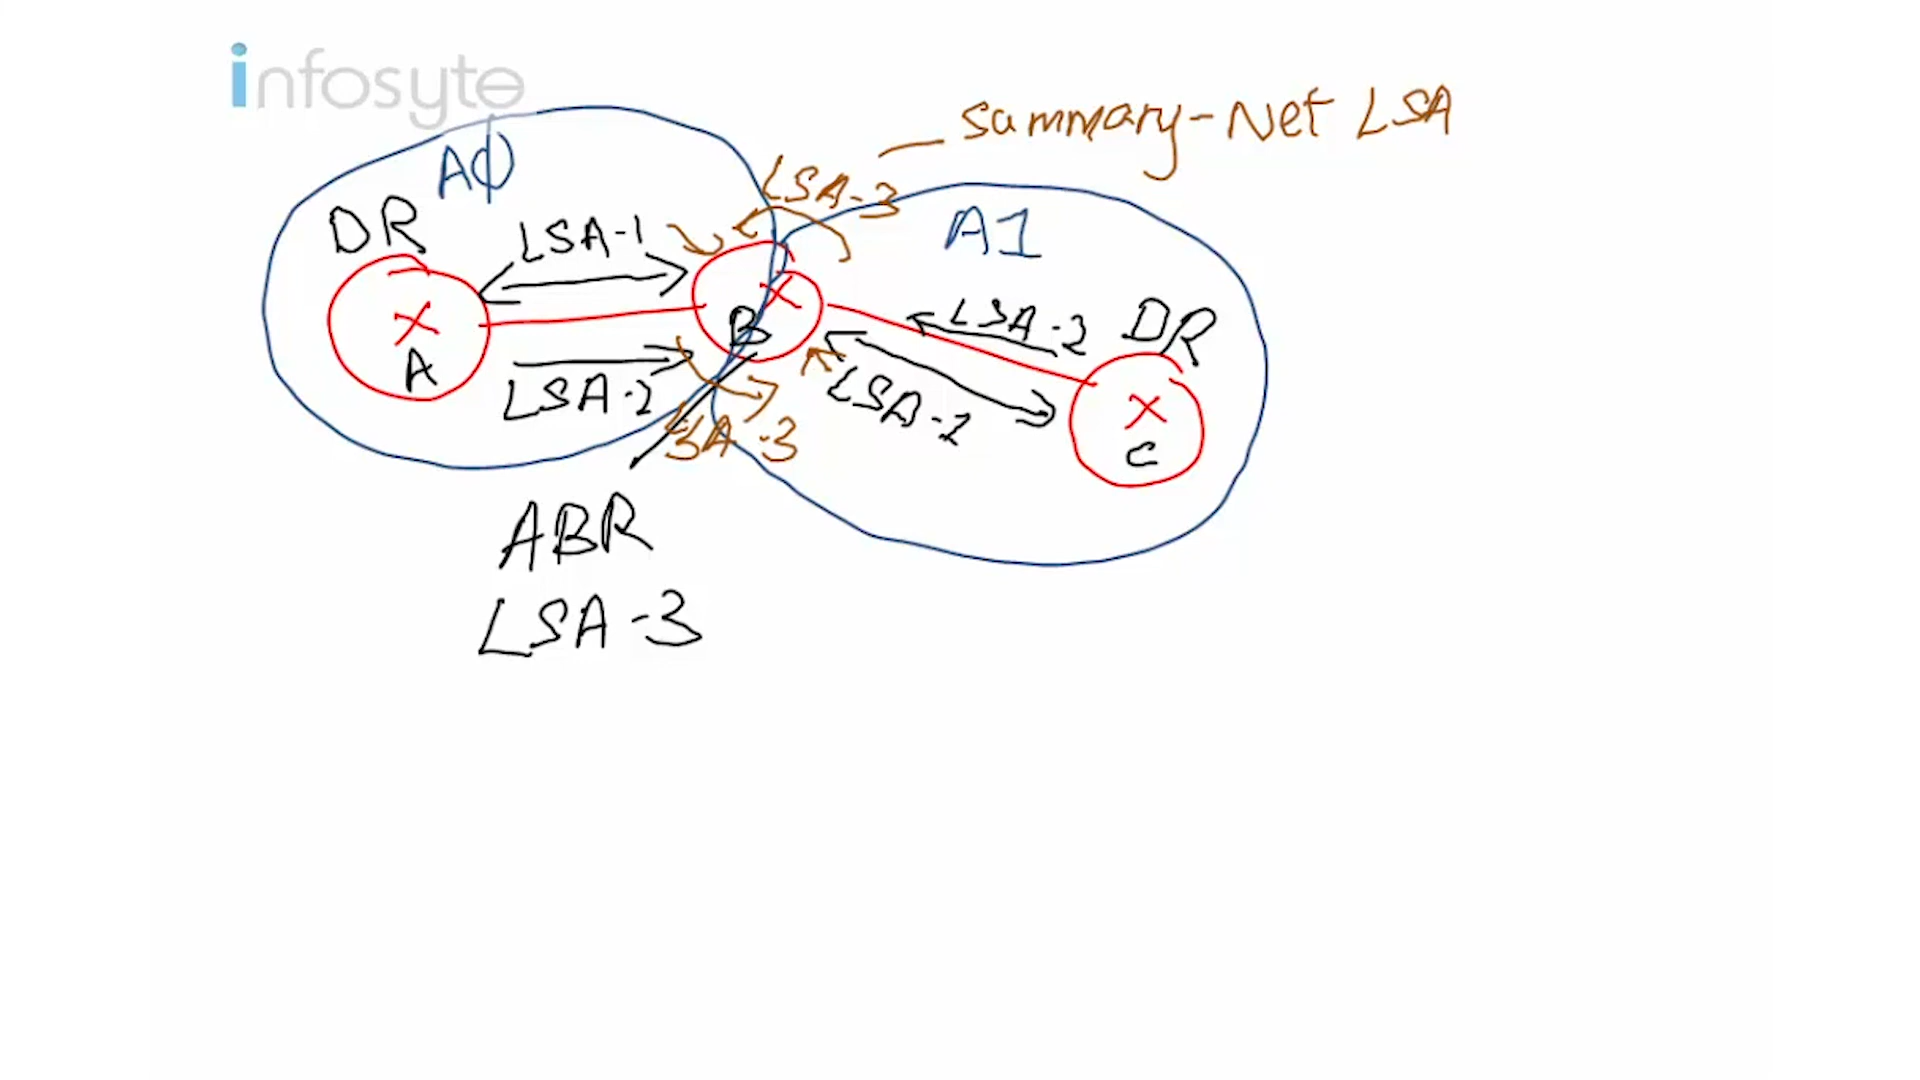 infosyte
summary-Net LSA
AØ
LSA-3
DR
LSA-1
A1
A
B
LSA-2
LSA-2
DR
LSA-1
LSA-3
C
ABR
LSA-3